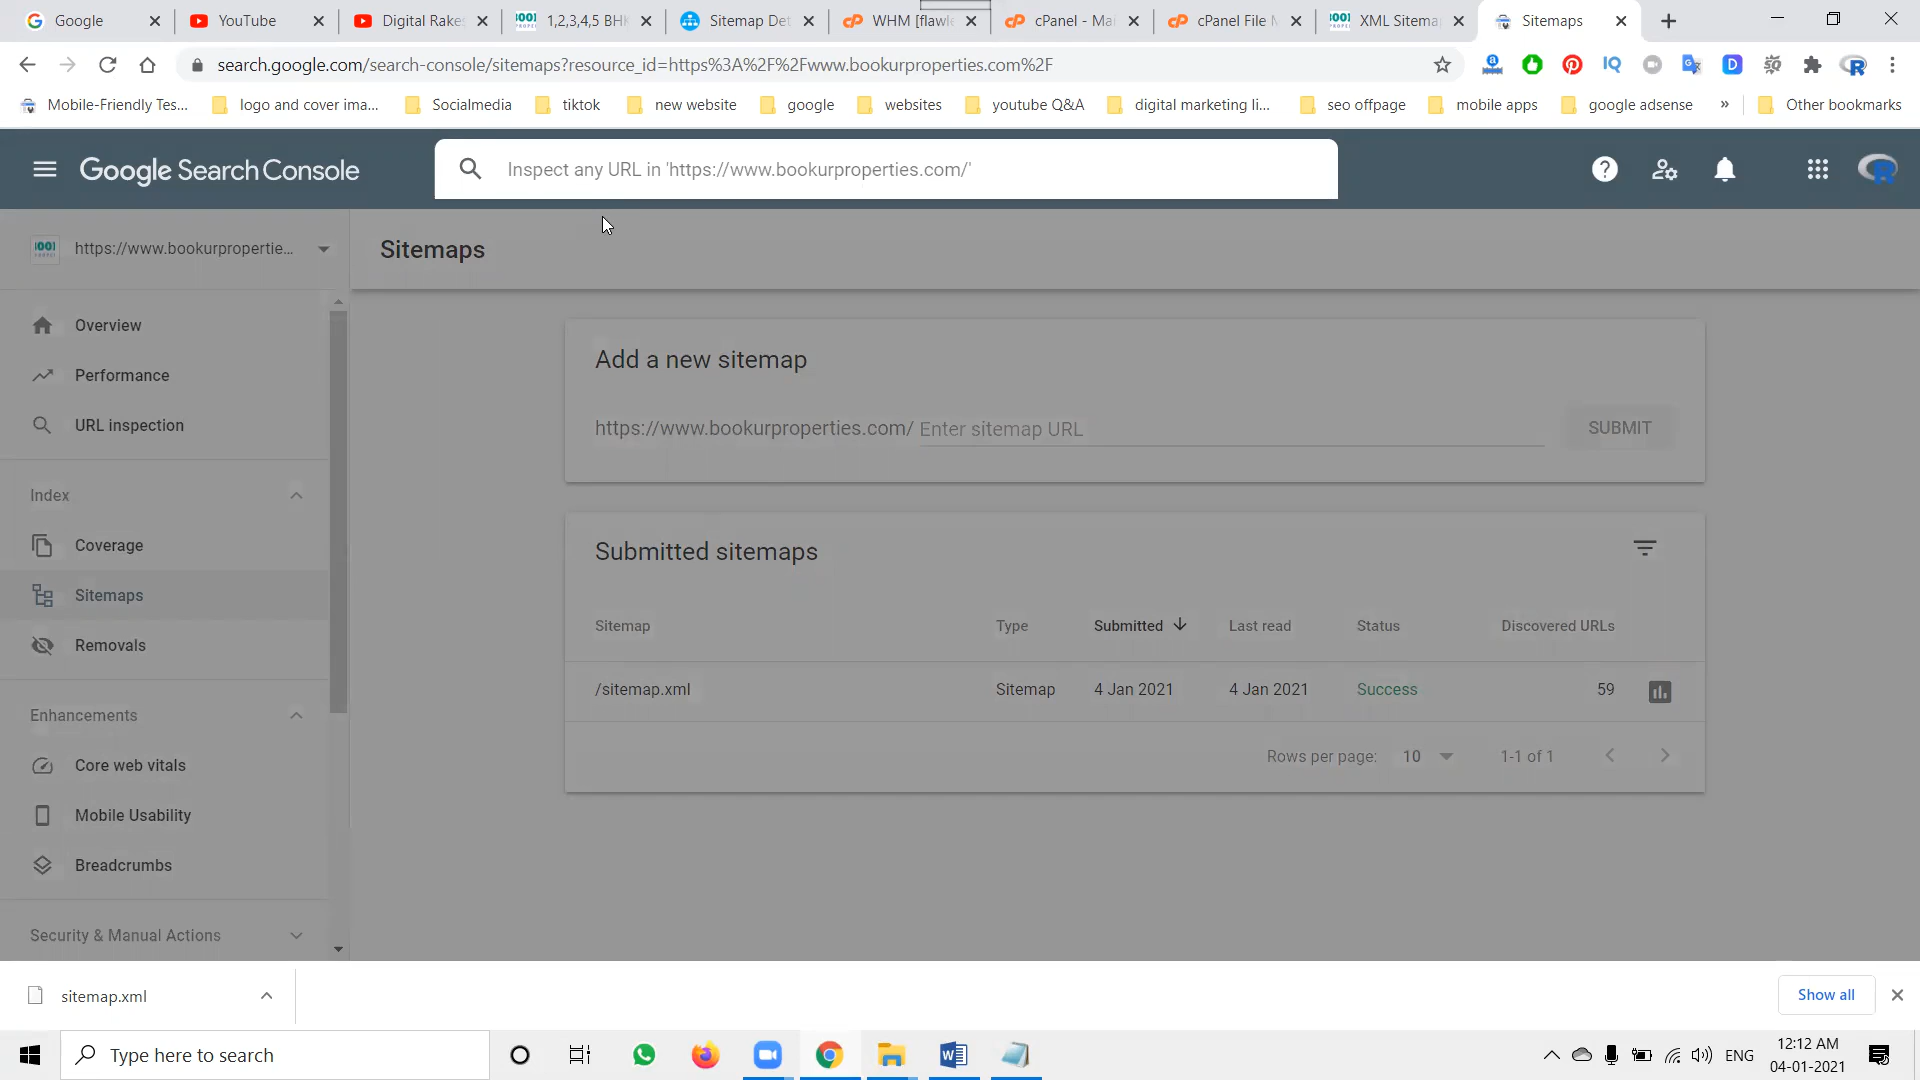 Google
YouTube
Digital Rake
1,2,3,4,5 BHK
Sitemap Det
WHM [flawle
cPanel - Mai
cPanel File M
XML Sitema
Sitemaps
search.google.com/search-console/sitemaps?resource_id=https%3A%2F%2Fwww.bookurproperties.com%2F
Mobile-Friendly Tes...
logo and cover ima...
Socialmedia
tiktok
new website
google
websites
youtube Q&A
digital marketing li...
seo offpage
mobile apps
google adsense
»
Other bookmarks
Google Search Console
Inspect any URL in 'https://www.bookurproperties.com/'
https://www.bookurpropertie...
Sitemaps
Overview
Performance
URL inspection
Index
Coverage
Sitemaps
Removals
Enhancements
Core web vitals
Mobile Usability
Breadcrumbs
Security & Manual Actions
Add a new sitemap
https://www.bookurproperties.com/ Enter sitemap URL
SUBMIT
Submitted sitemaps
Sitemap Type Submitted Last read Status Discovered URLs
/sitemap.xml Sitemap 4 Jan 2021 4 Jan 2021 Success 59
Rows per page: 10 1-1 of 1
sitemap.xml
Show all
Type here to search
ENG
12:12 AM
04-01-2021